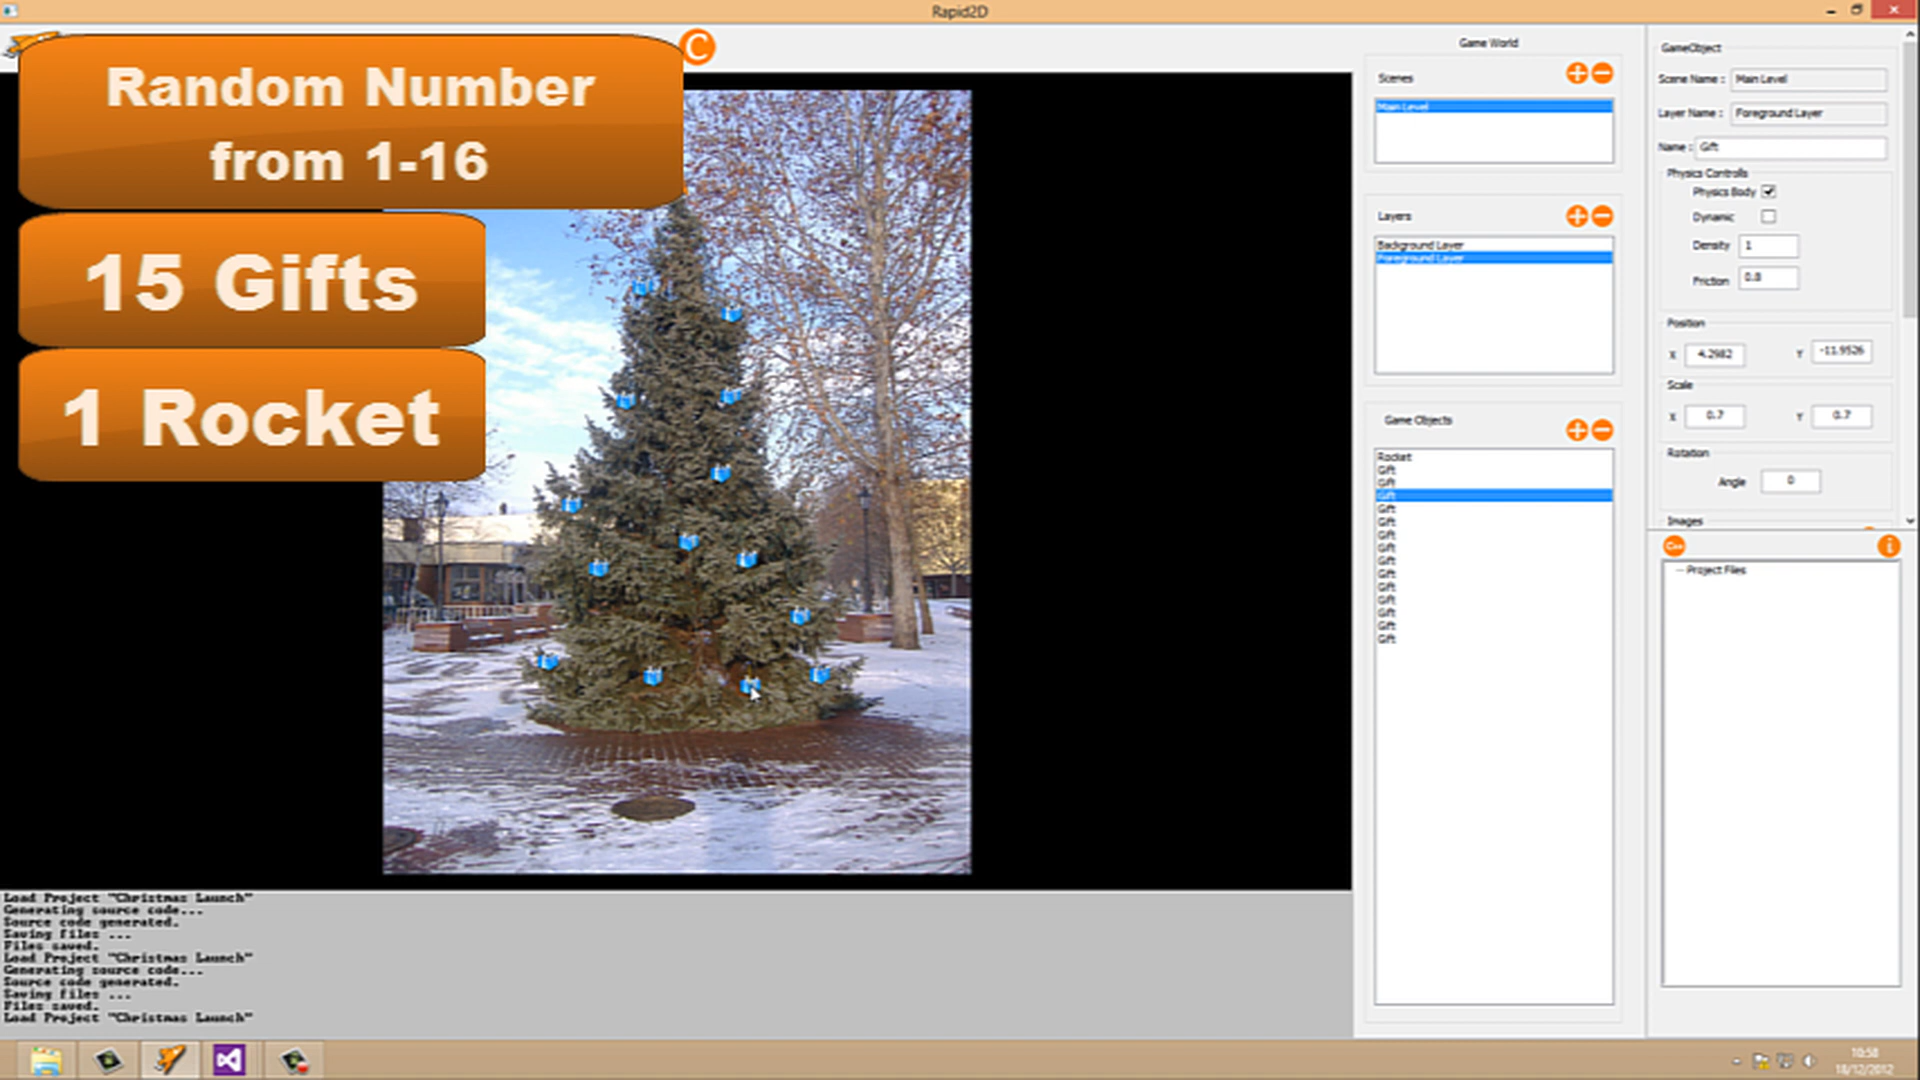 Rapid2D
C
Random Number
from 1-16
15 Gifts
1 Rocket
Game World
Scenes
Main Level
Layers
Background Layer
Foreground Layer
Game Objects
Rocket
Gift
Gift
Gift
Gift
Gift
Gift
Gift
Gift
Gift
Gift
Gift
Gift
Gift
Gift
GameObject
Scene Name : Main Level
Layer Name : Foreground Layer
Name : Gift
Physics Controlls
Physics Body
Dynamic
Density 1
Friction 0.8
Position
X 4.2982 Y -11.9526
Scale
X 0.7 Y 0.7
Rotation
Angle 0
Images
Project Files
Load Project "Christmas Launch"
Generating source code...
Source code generated.
Saving files ...
Files saved.
Load Project "Christmas Launch"
Generating source code...
Source code generated.
Saving files ...
Files saved.
Load Project "Christmas Launch"
10:58
18/12/2012